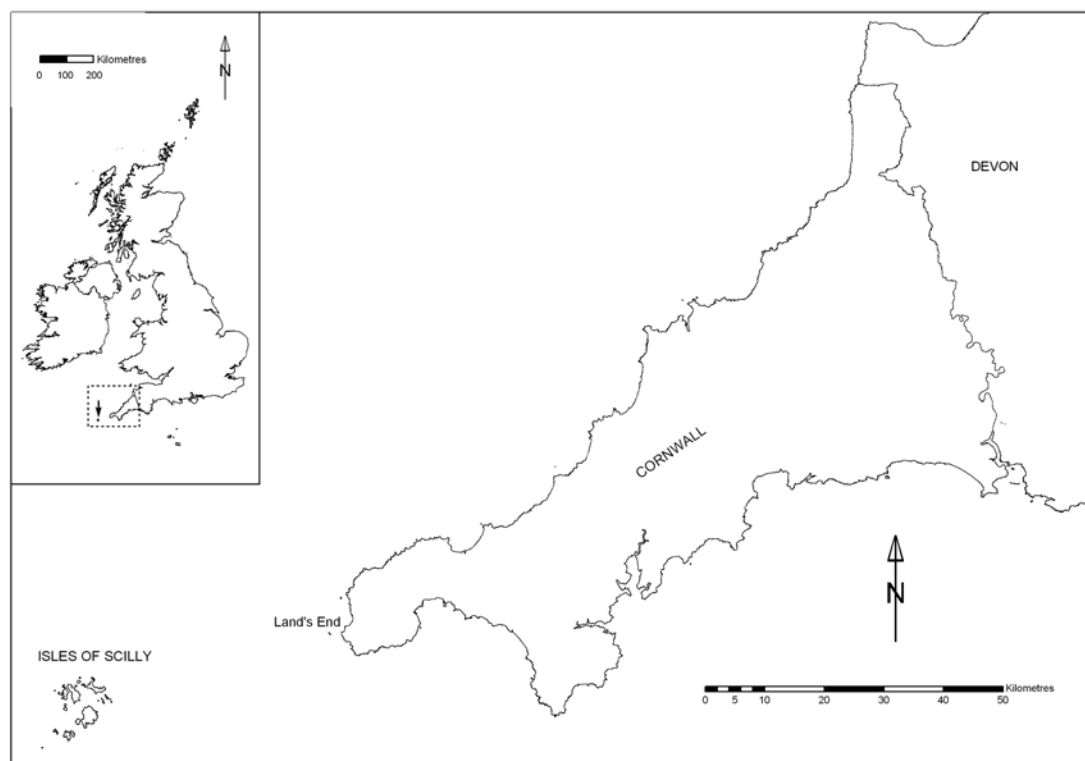 Kilometres
0 100 200
N
DEVON
CORNWALL
N
Land's End
ISLES OF SCILLY
Kilometres
0 5 10 20 30 40 50